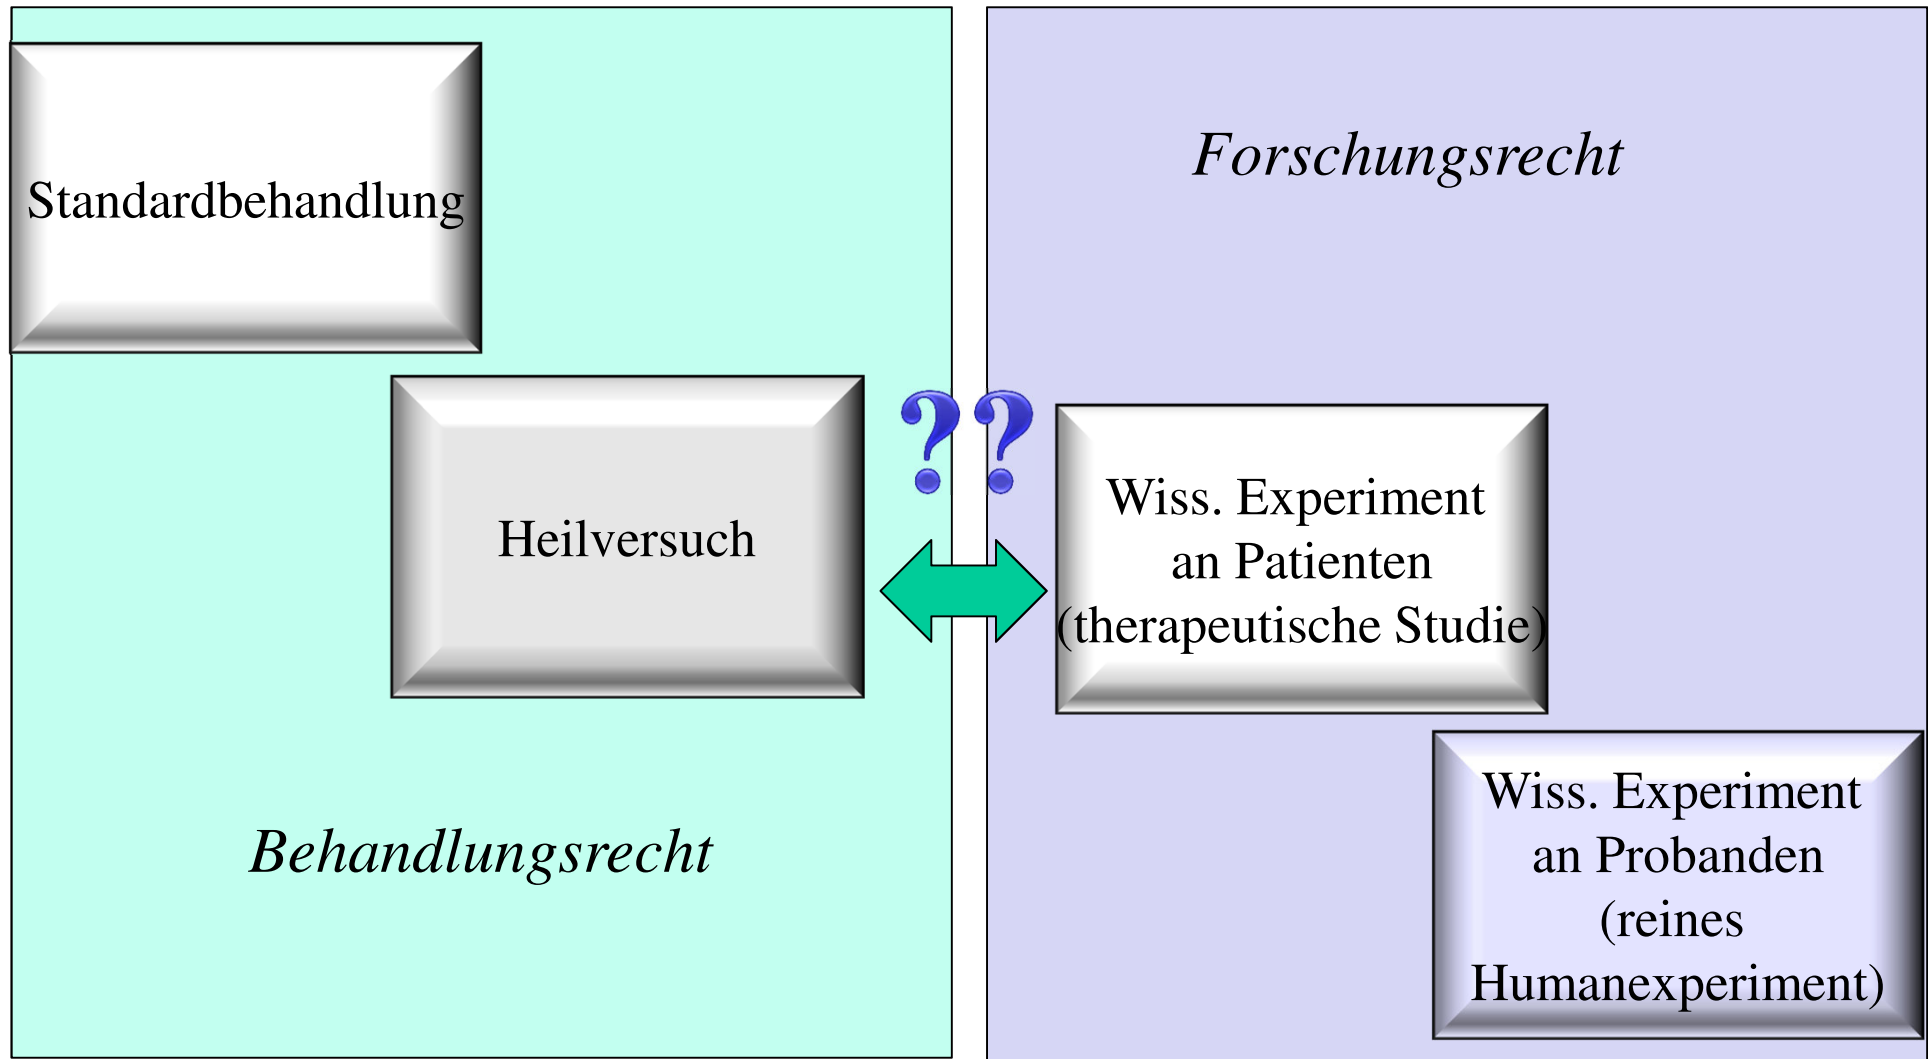 Standardbehandlung
Heilversuch
Behandlungsrecht
??
Forschungsrecht
Wiss. Experiment
an Patienten
(therapeutische Studie)
Wiss. Experiment
an Probanden
(reines
Humanexperiment)